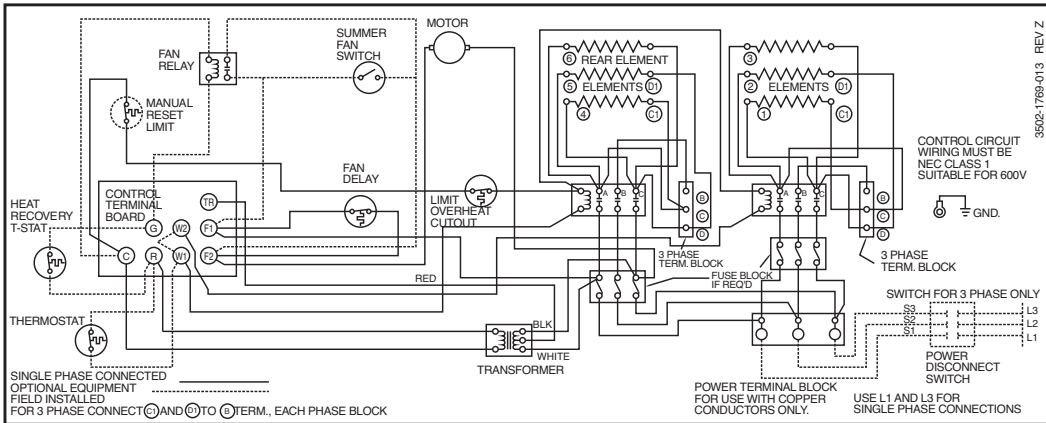 3502-1769-013 REV Z
MOTOR
SUMMER
FAN
SWITCH
FAN
RELAY
6 REAR ELEMENT
5 ELEMENTS D1
4 C1
3
2 ELEMENTS D1
1 C1
MANUAL
RESET
LIMIT
CONTROL CIRCUIT
WIRING MUST BE
NEC CLASS 1
SUITABLE FOR 600V
GND.
FAN
DELAY
LIMIT
OVERHEAT
CUTOUT
A B C
B
C
D
A B C
B
C
D
CONTROL
TERMINAL
BOARD
TR
G W2 F1
C R W1 F2
HEAT
RECOVERY
T-STAT
3 PHASE
TERM. BLOCK
3 PHASE
TERM. BLOCK
RED
FUSE BLOCK
IF REQ'D
SWITCH FOR 3 PHASE ONLY
S3
S2
S1
L3
L2
L1
THERMOSTAT
BLK
WHITE
TRANSFORMER
POWER
DISCONNECT
SWITCH
SINGLE PHASE CONNECTED
OPTIONAL EQUIPMENT
FIELD INSTALLED
FOR 3 PHASE CONNECT C1 AND D1 TO B TERM., EACH PHASE BLOCK
POWER TERMINAL BLOCK
FOR USE WITH COPPER
CONDUCTORS ONLY.
USE L1 AND L3 FOR
SINGLE PHASE CONNECTIONS